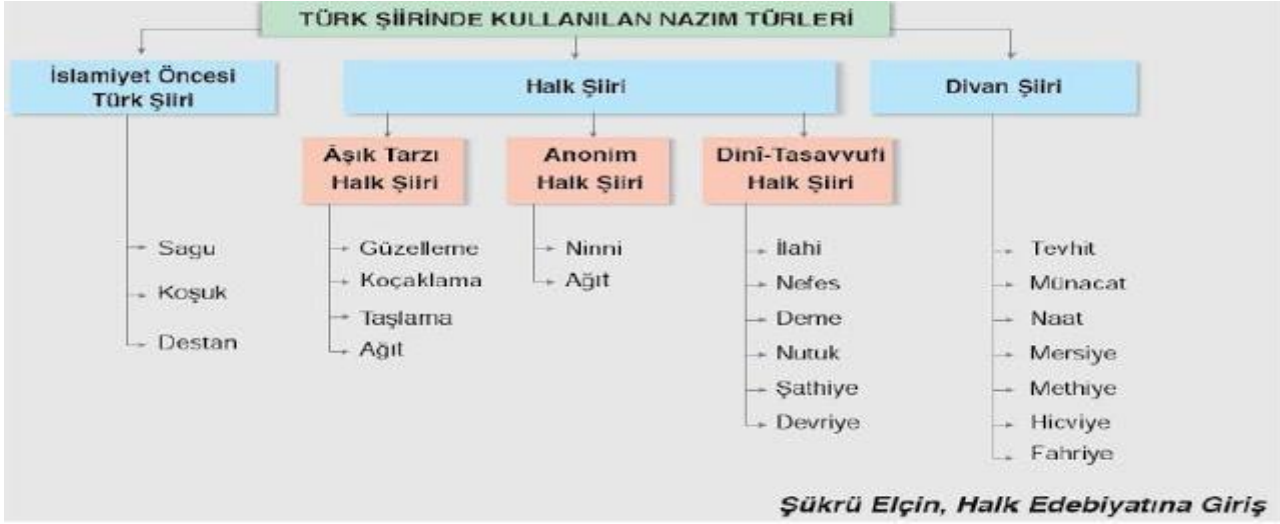 TÜRK ŞİİRİNDE KULLANILAN NAZIM TÜRLERİ
İslamiyet Öncesi
Türk Şiiri
Halk Şiiri
Divan Şiiri
Âşık Tarzı
Halk Şiiri
Anonim
Halk Şiiri
Dinî-Tasavvufi
Halk Şiiri
Sagu
Koşuk
Destan
Güzelleme
Koçaklama
Taşlama
Ağıt
Ninni
Ağıt
İlahi
Nefes
Deme
Nutuk
Şathiye
Devriye
Tevhit
Münacat
Naat
Mersiye
Methiye
Hicviye
Fahriye
Şükrü Elçin, Halk Edebiyatına Giriş